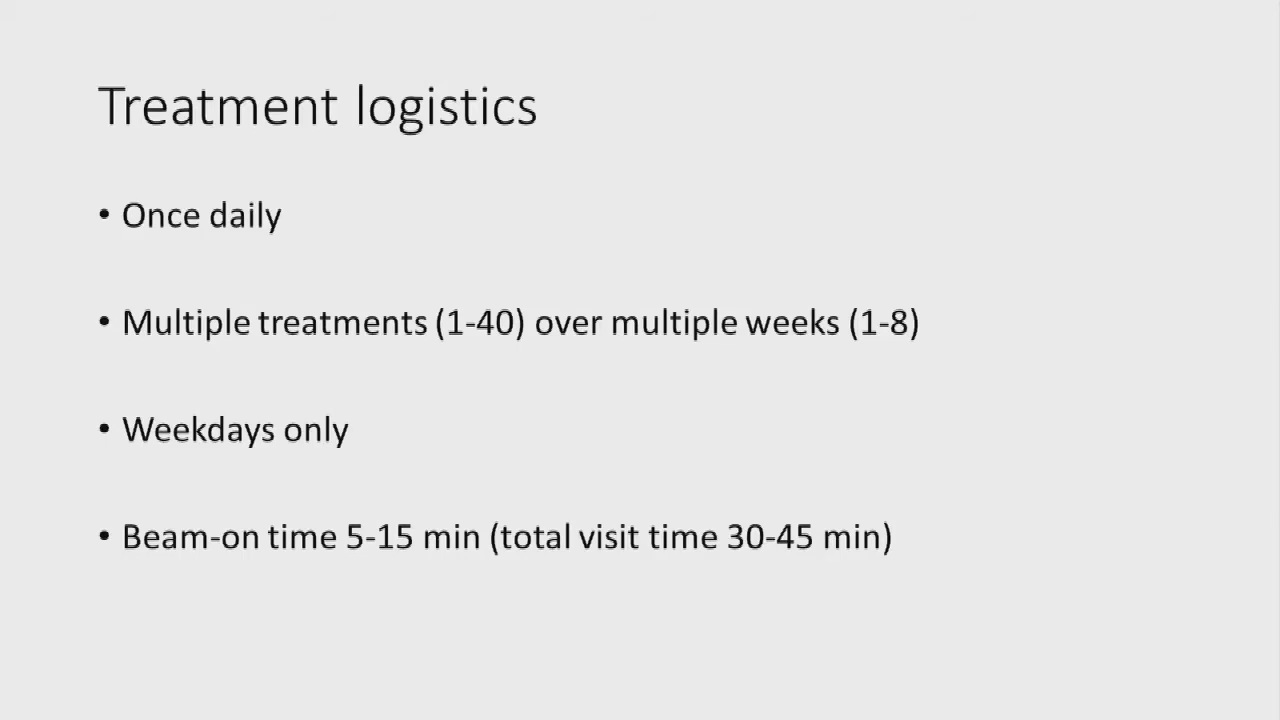 Treatment logistics
• Once daily
• Multiple treatments (1-40) over multiple weeks (1-8)
• Weekdays only
• Beam-on time 5-15 min (total visit time 30-45 min)